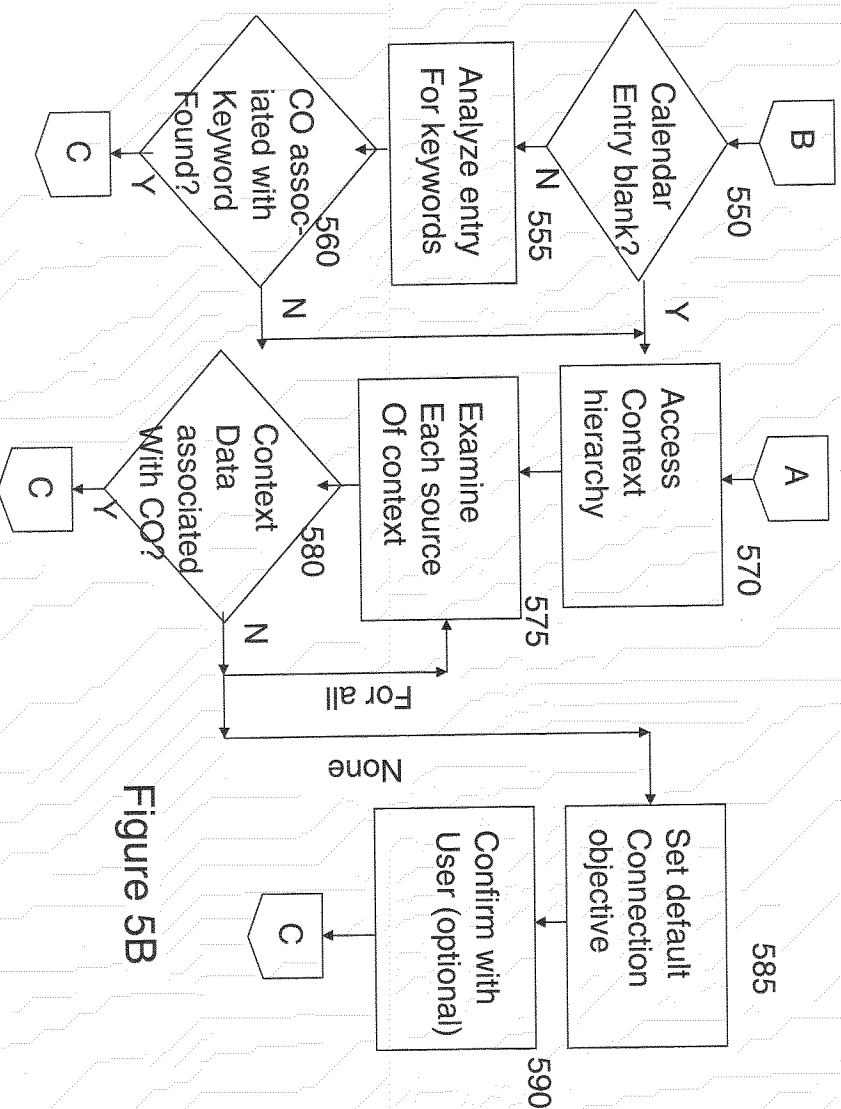 B
550
Calendar
Entry blank?
Y
N
555
Analyze entry
For keywords
560
CO assoc-
iated with
Keyword
Found?
N
Y
C
A
570
Access
Context
hierarchy
575
Examine
Each source
Of context
For all
580
Context
Data
associated
With CO?
N
Y
C
None
585
Set default
Connection
objective
590
Confirm with
User (optional)
C
Figure 5B